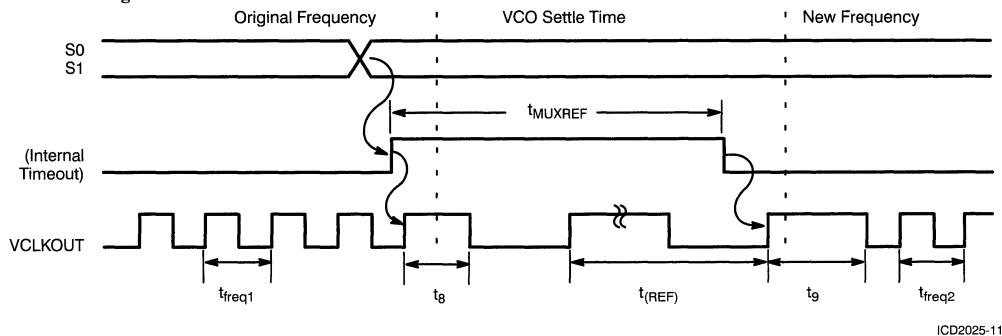 Original Frequency VCO Settle Time New Frequency
S0
S1
tMUXREF
(Internal
Timeout)
VCLKOUT
tfreq1 t8 t(REF) t9 tfreq2
ICD2025-11